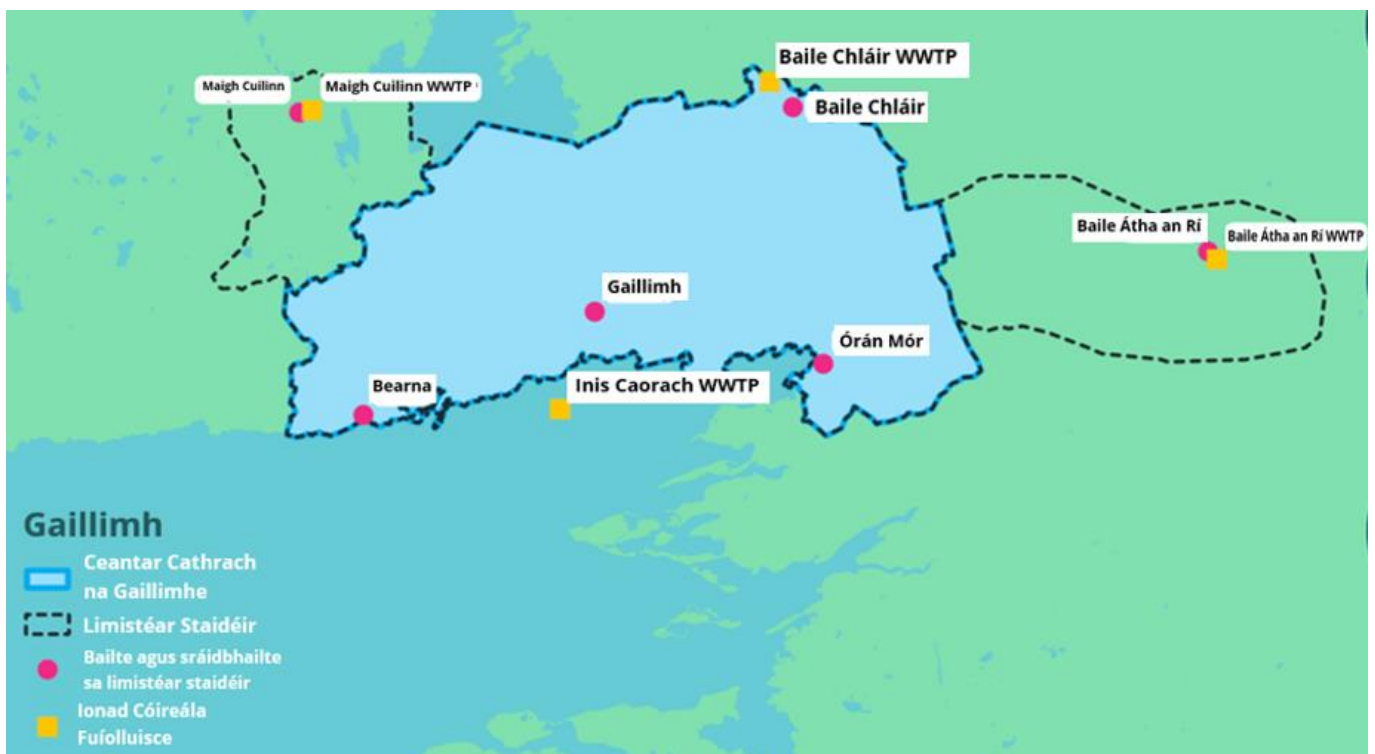 Baile Chláir WWTP
Maigh Cuilinn
Maigh Cuilinn WWTP
Baile Chláir
Baile Átha an Rí
Baile Átha an Rí WWTP
Gaillimh
Órán Mór
Bearna
Inis Caorach WWTP
Gaillimh
Ceantar Cathrach
na Gaillimhe
Limistéar Staidéir
Bailte agus sráidbhailte
sa limistéar staidéir
Ionad Cóireála
Fuíolluisce